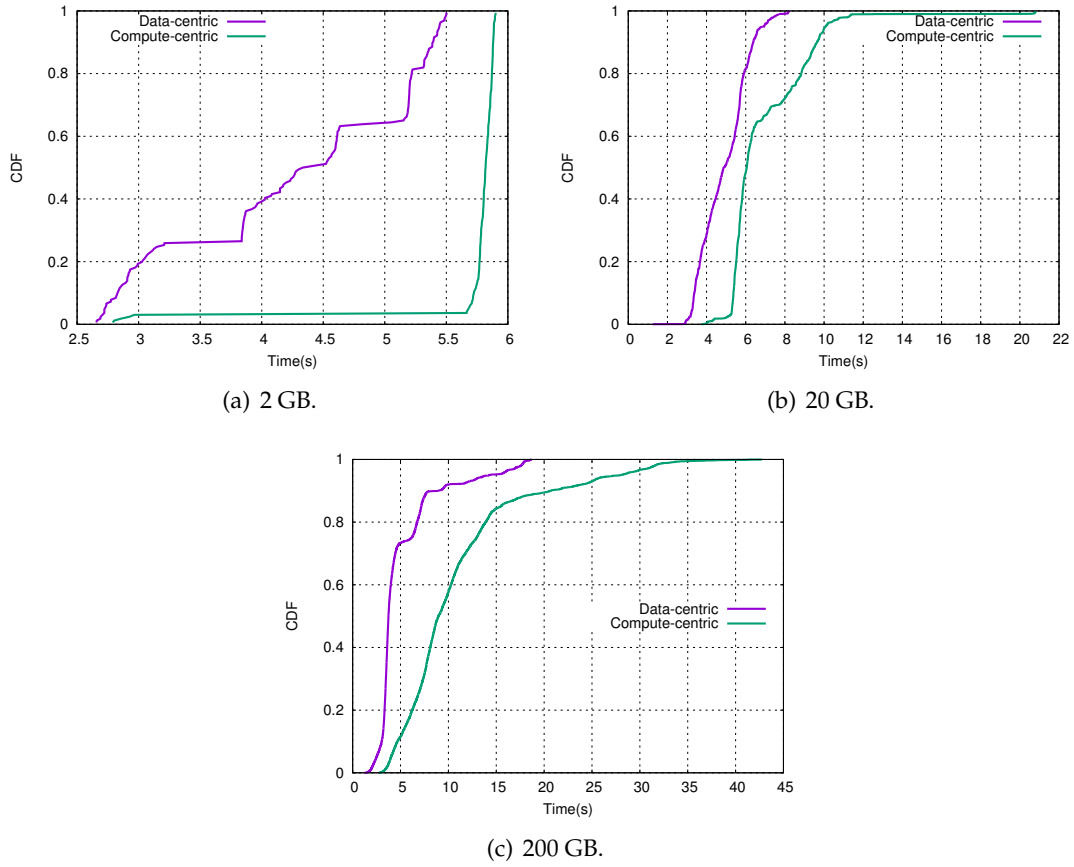 1
0.8
0.6
0.4
0.2
0
CDF
2.5 3 3.5 4 4.5 5 5.5 6
Time(s)
Data-centric
Compute-centric
(a) 2 GB.
1
0.8
0.6
0.4
0.2
0
CDF
0 2 4 6 8 10 12 14 16 18 20 22
Time(s)
Data-centric
Compute-centric
(b) 20 GB.
1
0.8
0.6
0.4
0.2
0
CDF
0 5 10 15 20 25 30 35 40 45
Time(s)
Data-centric
Compute-centric
(c) 200 GB.